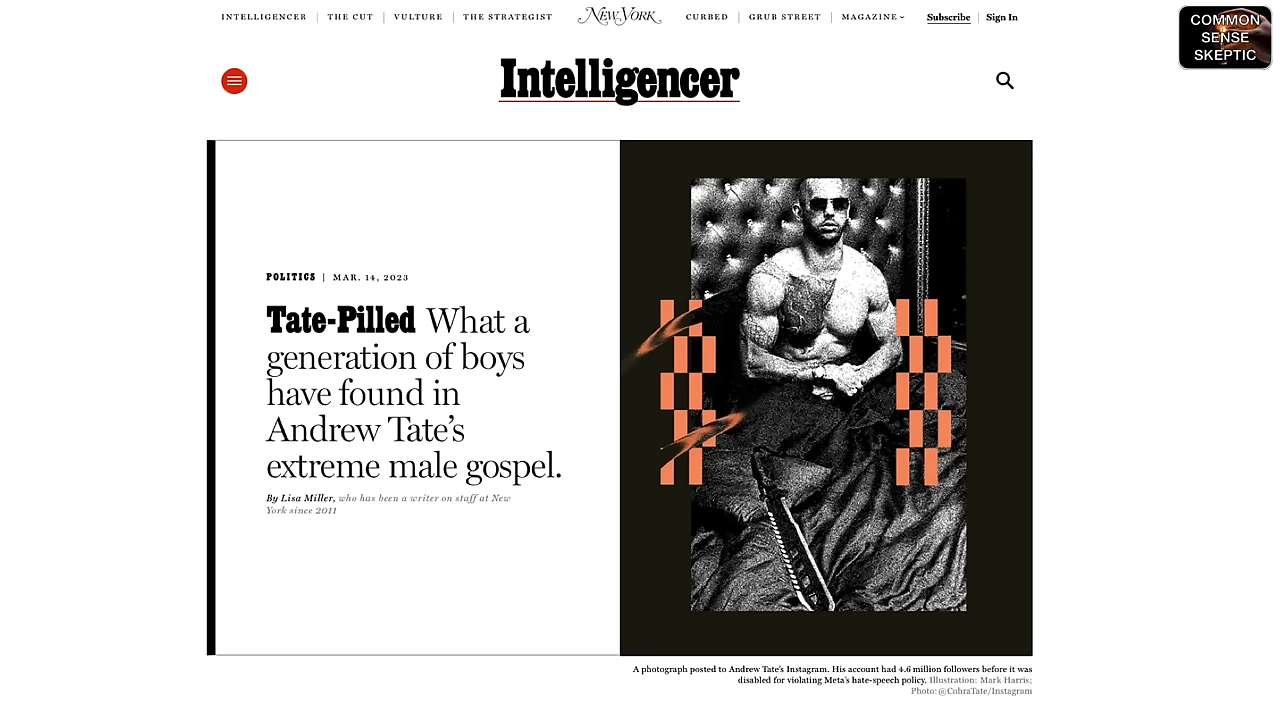 INTELLIGENCER | THE CUT | VULTURE | THE STRATEGIST NEW YORK CURBED | GRUB STREET | MAGAZINE Subscribe | Sign In
COMMON
SENSE
SKEPTIC
Intelligencer
POLITICS | MAR. 14, 2023
Tate-Pilled What a
generation of boys
have found in
Andrew Tate's
extreme male gospel.
By Lisa Miller, who has been a writer on staff at New
York since 2011
A photograph posted to Andrew Tate's Instagram. His account had 4.6 million followers before it was
disabled for violating Meta's hate-speech policy. Illustration: Mark Harris;
Photo: @CobraTate/Instagram